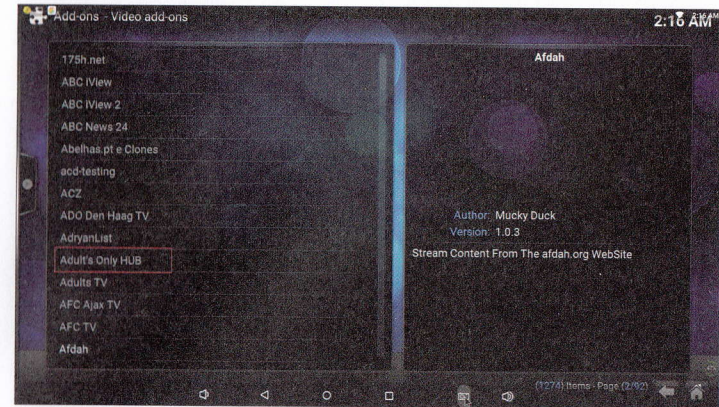 Add-ons - Video add-ons
2:16 AM
2:16 AM
175h.net
ABC iView
ABC IView 2
ABC News 24
Abelhas.pt e Clones
acd-testing
ACZ
ADO Den Haag TV
AdryanList
Adult's Only HUB
Adults TV
AFC Ajax TV
AFC TV
Afdah
Afdah
Author: Mucky Duck
Version: 1.0.3
Stream Content From The afdah.org WebSite
(1274) Items - Page (2/92)